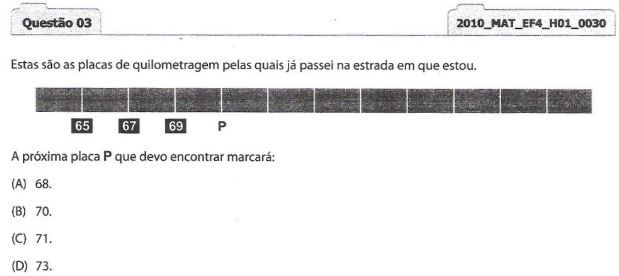 Questão 03
2010_MAT_EF4_H01_0030
Estas são as placas de quilometragem pelas quais já passei na estrada em que estou.
65 67 69 P
A próxima placa P que devo encontrar marcará:
(A) 68.
(B) 70.
(C) 71.
(D) 73.